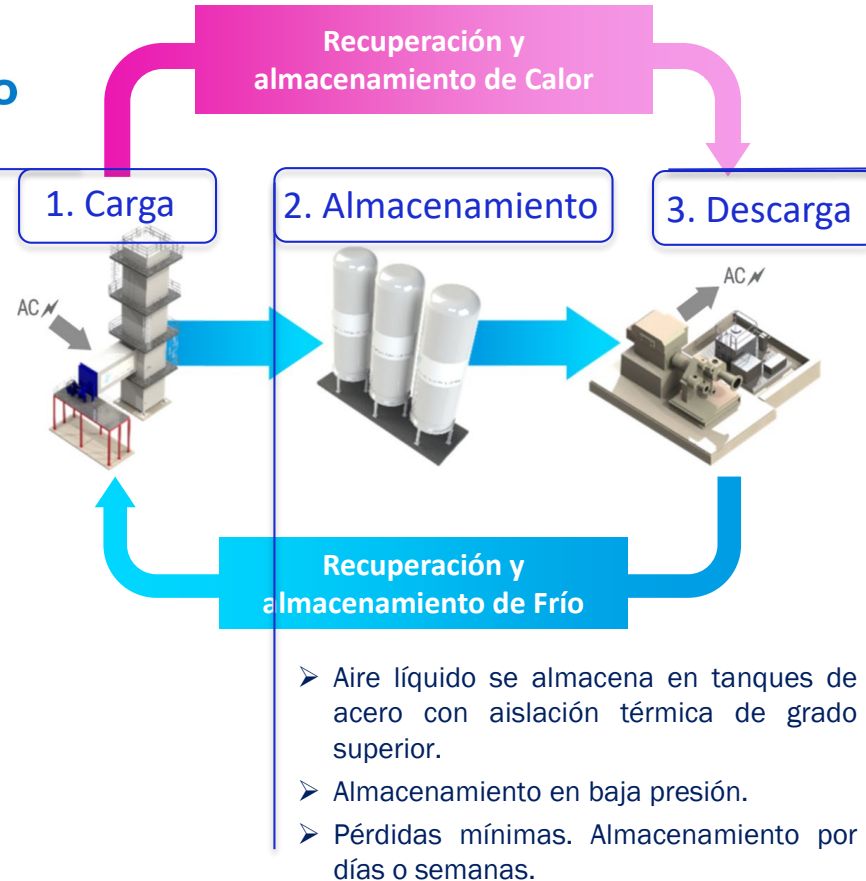 Recuperación y
almacenamiento de Calor
o
1. Carga
2. Almacenamiento
3. Descarga
AC
AC
Recuperación y
almacenamiento de Frío
➢ Aire líquido se almacena en tanques de
acero con aislación térmica de grado
superior.
➢ Almacenamiento en baja presión.
➢ Pérdidas mínimas. Almacenamiento por
días o semanas.